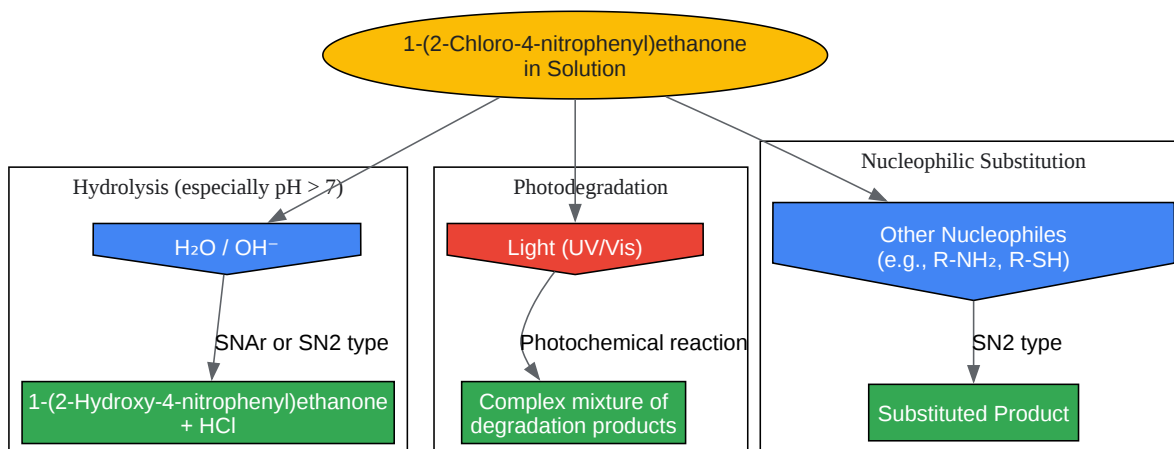 1-(2-Chloro-4-nitrophenyl)ethanone
in Solution
Hydrolysis (especially pH > 7)
H₂O / OH⁻
SNAr or SN2 type
1-(2-Hydroxy-4-nitrophenyl)ethanone
+ HCl
Photodegradation
Light (UV/Vis)
Photochemical reaction
Complex mixture of
degradation products
Nucleophilic Substitution
Other Nucleophiles
(e.g., R-NH₂, R-SH)
SN2 type
Substituted Product